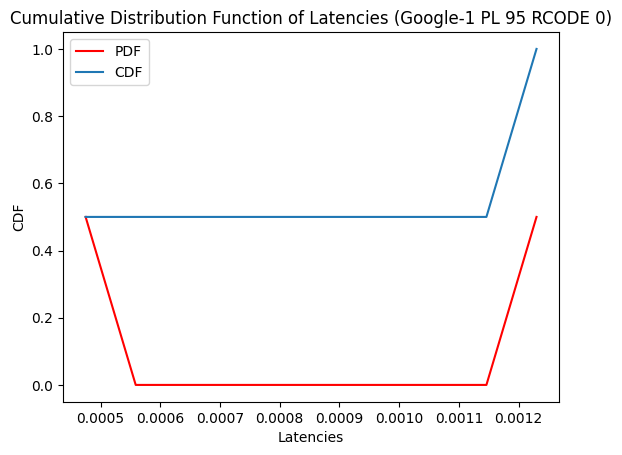 Cumulative Distribution Function of Latencies (Google-1 PL 95 RCODE 0)
PDF
CDF
CDF
1.0
0.8
0.6
0.4
0.2
0.0
0.0005 0.0006 0.0007 0.0008 0.0009 0.0010 0.0011 0.0012
Latencies